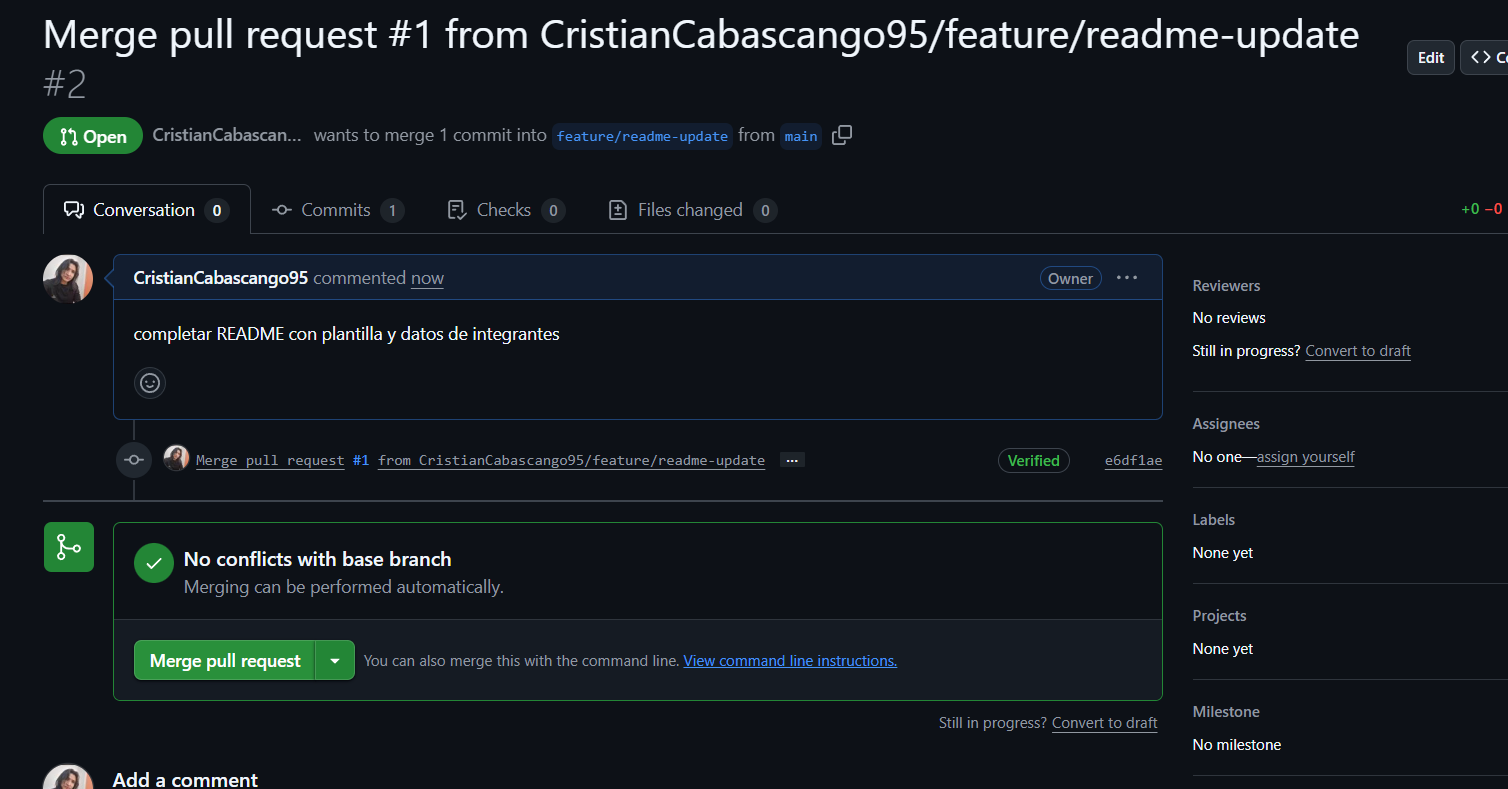 Merge pull request #1 from CristianCabascango95/feature/readme-update
#2
Edit
<> C
Open
CristianCabascan... wants to merge 1 commit into feature/readme-update from main
Conversation 0
Commits 1
Checks 0
Files changed 0
+0 −0
CristianCabascango95 commented now
Owner
completar README con plantilla y datos de integrantes
Merge pull request #1 from CristianCabascango95/feature/readme-update ...
Verified
e6df1ae
No conflicts with base branch
Merging can be performed automatically.
Merge pull request
You can also merge this with the command line. View command line instructions.
Still in progress? Convert to draft
Add a comment
Reviewers
No reviews
Still in progress? Convert to draft
Assignees
No one—assign yourself
Labels
None yet
Projects
None yet
Milestone
No milestone